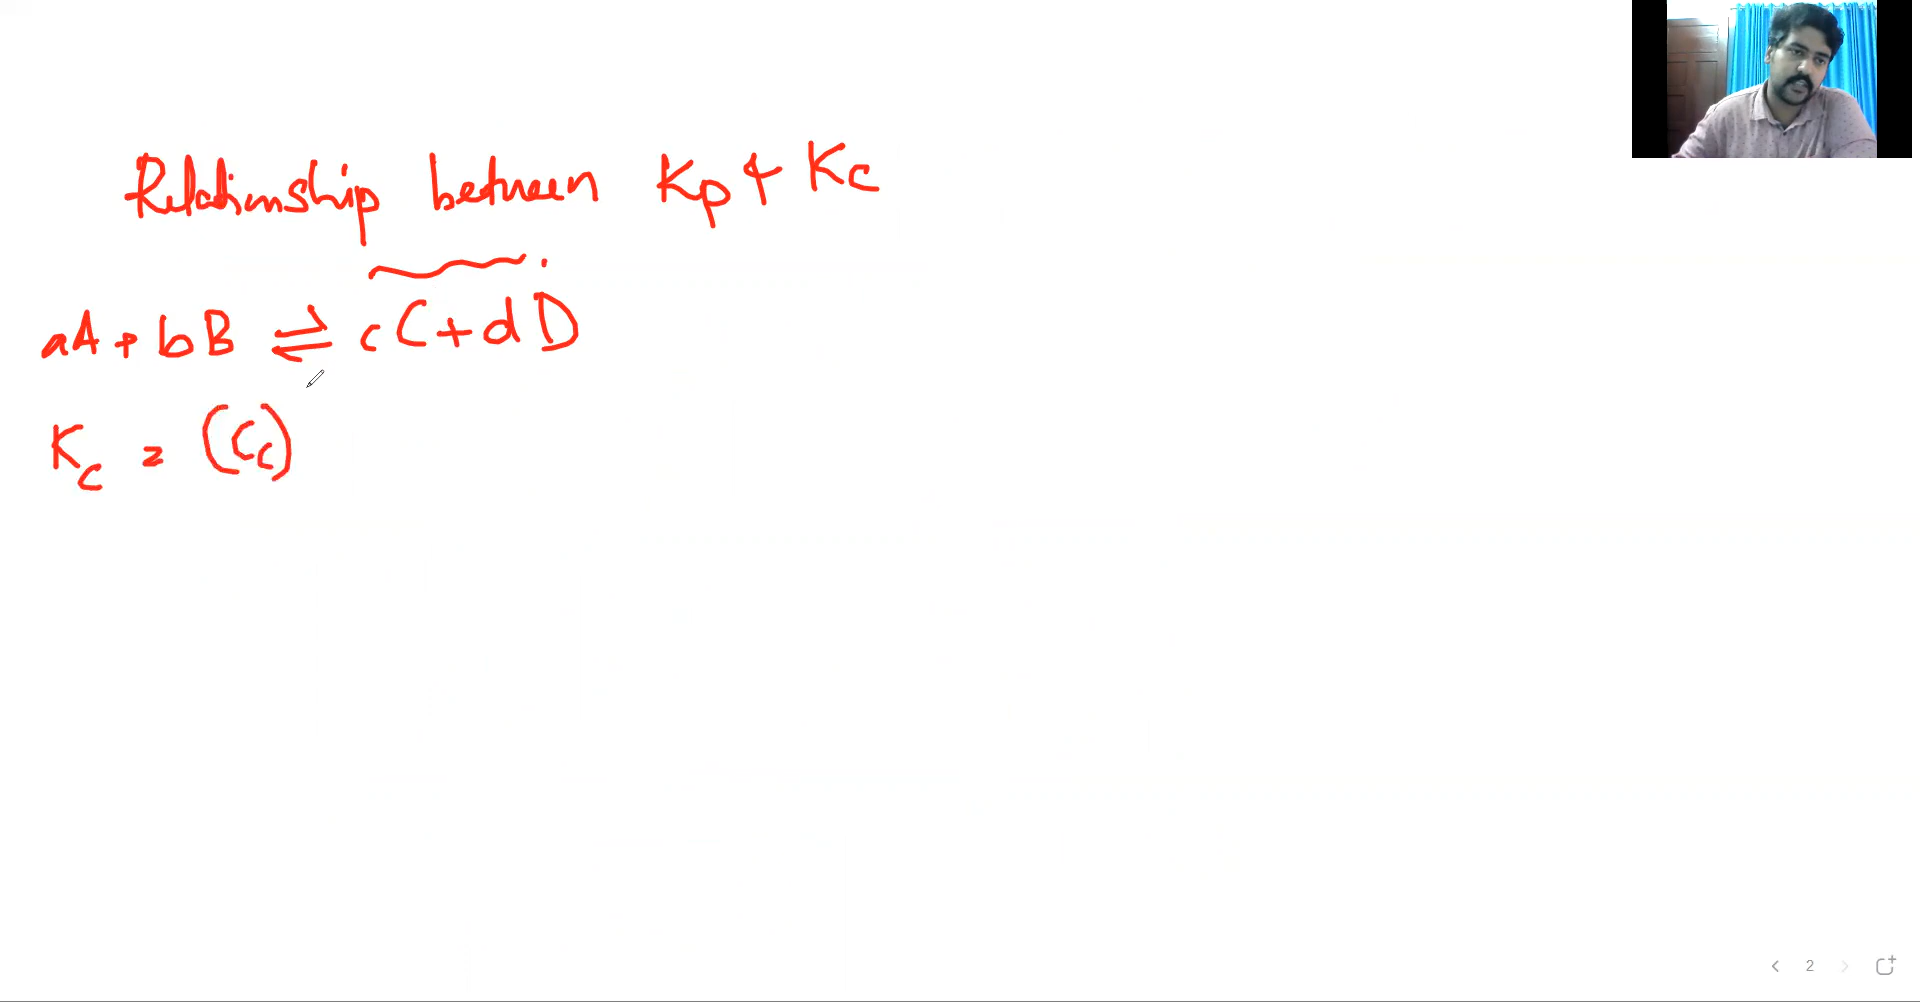 Relationship between Kp & Kc
aA + bB ⇌ cC + dD
Kc = (Cc)
2